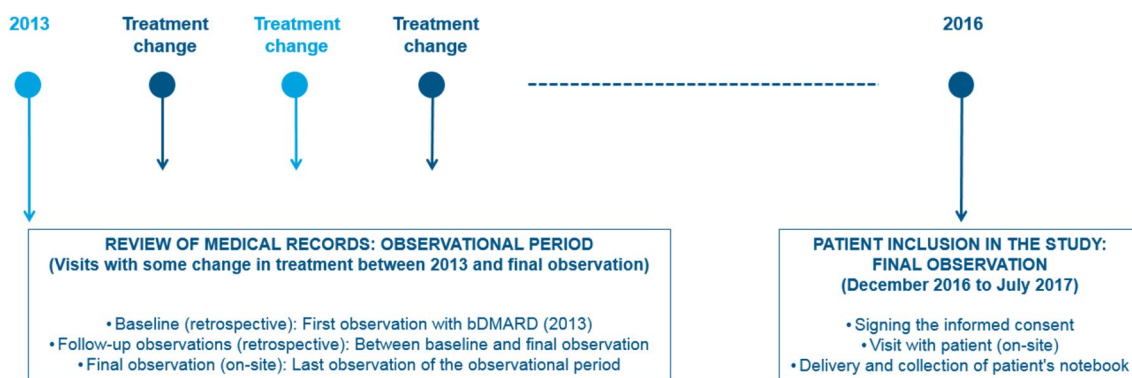 2013
Treatment
change
Treatment
change
Treatment
change
2016
REVIEW OF MEDICAL RECORDS: OBSERVATIONAL PERIOD
(Visits with some change in treatment between 2013 and final observation)
• Baseline (retrospective): First observation with bDMARD (2013)
• Follow-up observations (retrospective): Between baseline and final observation
• Final observation (on-site): Last observation of the observational period
PATIENT INCLUSION IN THE STUDY:
FINAL OBSERVATION
(December 2016 to July 2017)
• Signing the informed consent
• Visit with patient (on-site)
• Delivery and collection of patient's notebook